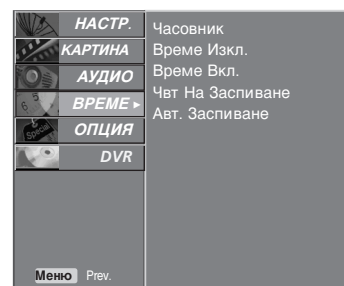 НАСТР.
КАРТИНА
АУДИО
ВРЕМЕ ►
ОПЦИЯ
DVR
Часовник
Време Изкл.
Време Вкл.
Чвт На Заспиване
Авт. Заспиване
Меню Prev.